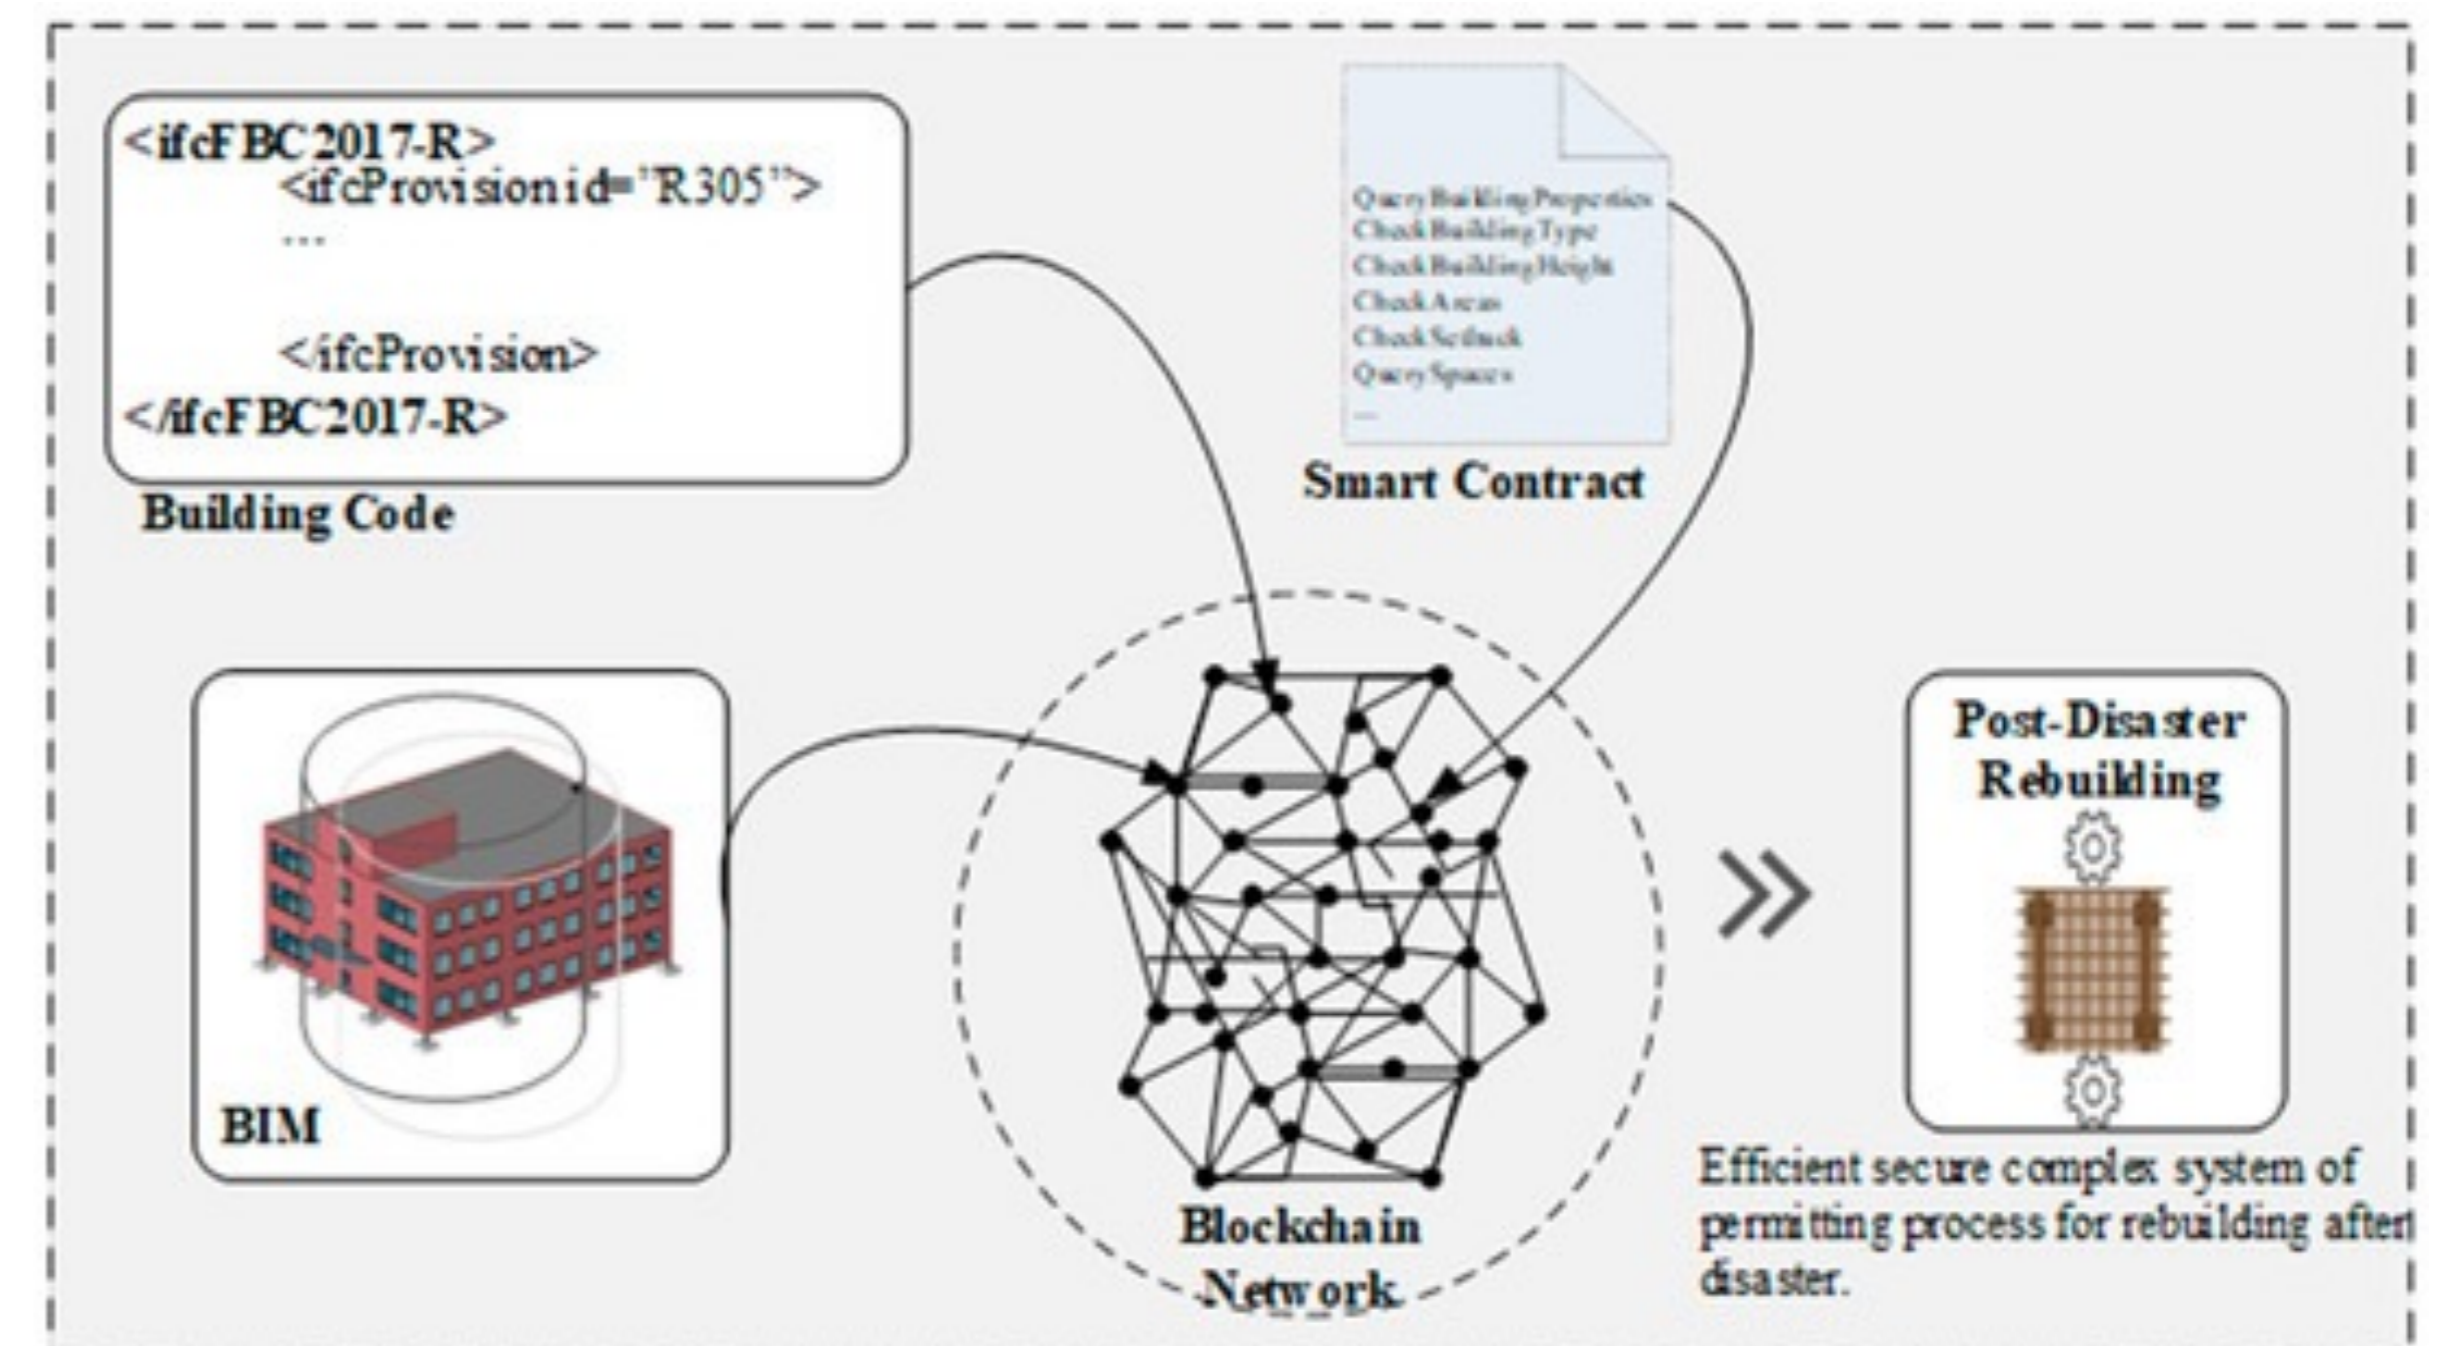 <ifcFBC2017-R>
<ifcProvision id="R305">
...
</ifcProvision>
</ifcFBC2017-R>
Building Code
QueryBuildingProperties
CheckBuildingType
CheckBuildingHeight
CheckAreas
CheckSetback
QuerySpaces
...
Smart Contract
BIM
Blockchain
Network
Post-Disaster
Rebuilding
Efficient secure complex system of
permitting process for rebuilding after
disaster.